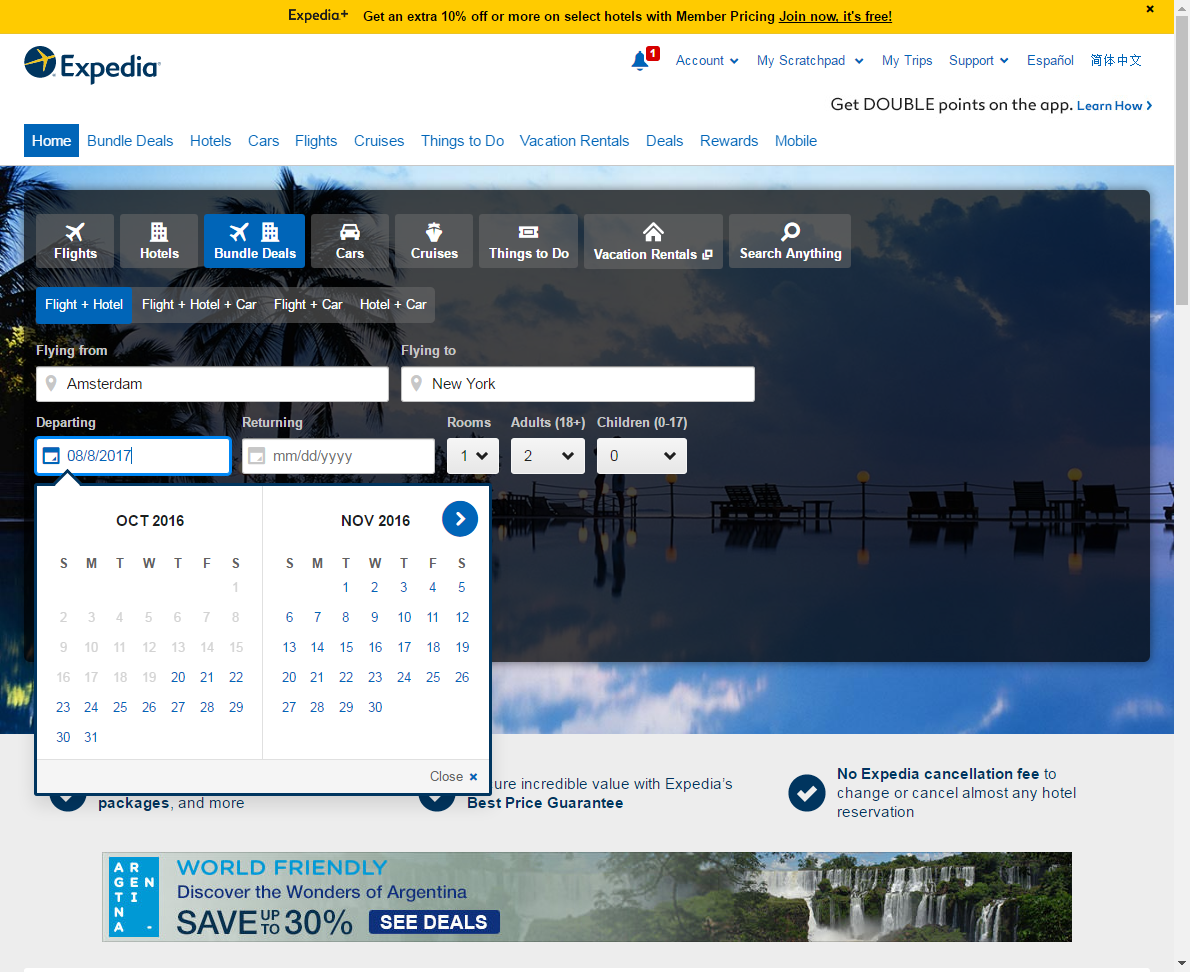 Expedia+ Get an extra 10% off or more on select hotels with Member Pricing Join now, it's free!
Expedia
1 Account My Scratchpad My Trips Support Español 简体中文
Get DOUBLE points on the app. Learn How
Home Bundle Deals Hotels Cars Flights Cruises Things to Do Vacation Rentals Deals Rewards Mobile
Flights Hotels Bundle Deals Cars Cruises Things to Do Vacation Rentals Search Anything
Flight + Hotel Flight + Hotel + Car Flight + Car Hotel + Car
Flying from Flying to
Amsterdam New York
Departing Returning Rooms Adults (18+) Children (0-17)
08/8/2017 mm/dd/yyyy 1 2 0
OCT 2016 NOV 2016
S M T W T F S S M T W T F S
1 1 2 3 4 5
2 3 4 5 6 7 8 6 7 8 9 10 11 12
9 10 11 12 13 14 15 13 14 15 16 17 18 19
16 17 18 19 20 21 22 20 21 22 23 24 25 26
23 24 25 26 27 28 29 27 28 29 30
30 31
Close
packages, and more
ure incredible value with Expedia's
Best Price Guarantee
No Expedia cancellation fee to
change or cancel almost any hotel
reservation
ARGENTINA
WORLD FRIENDLY
Discover the Wonders of Argentina
SAVE UP TO 30% SEE DEALS